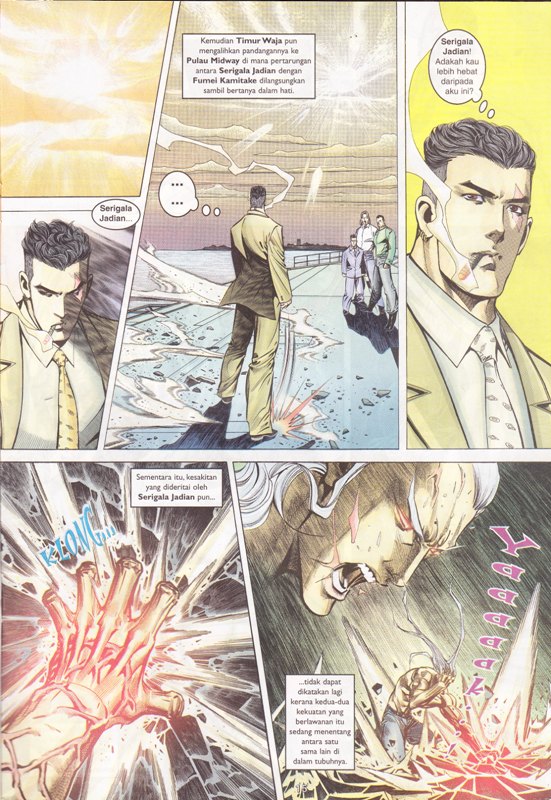 Kemudian Timur Waja pun
mengalihkan pandangannya ke
Pulau Midway di mana pertarungan
antara Serigala Jadian dengan
Fumei Kamitake dilangsungkan
sambil bertanya dalam hati.
Serigala
Jadian!
Adakah kau
lebih hebat
daripada
aku ini?
...
...
Serigala
Jadian...
Sementara itu, kesakitan
yang dideritai oleh
Serigala Jadian pun...
KLONG...
Yaaaaak
...tidak dapat
dikatakan lagi
kerana kedua-dua
kekuatan yang
berlawanan itu
sedang menentang
antara satu
sama lain di
dalam tubuhnya.